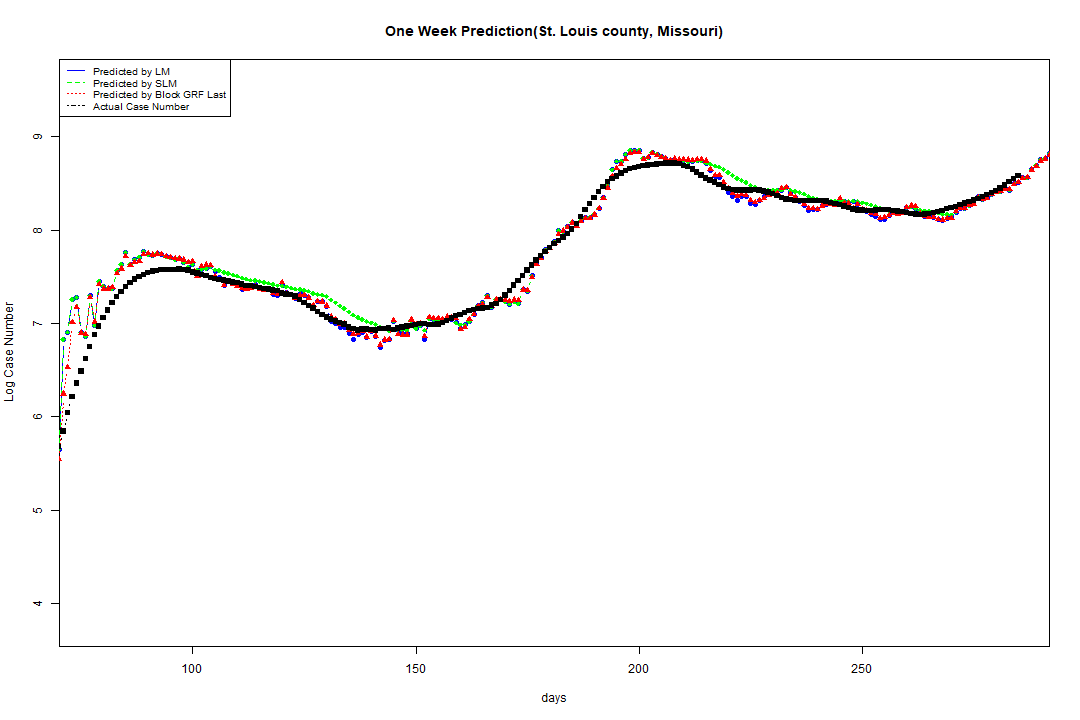 One Week Prediction(St. Louis county, Missouri)
Predicted by LM
Predicted by SLM
Predicted by Block GRF Last
Actual Case Number
9
8
7
6
5
4
Log Case Number
100 150 200 250
days